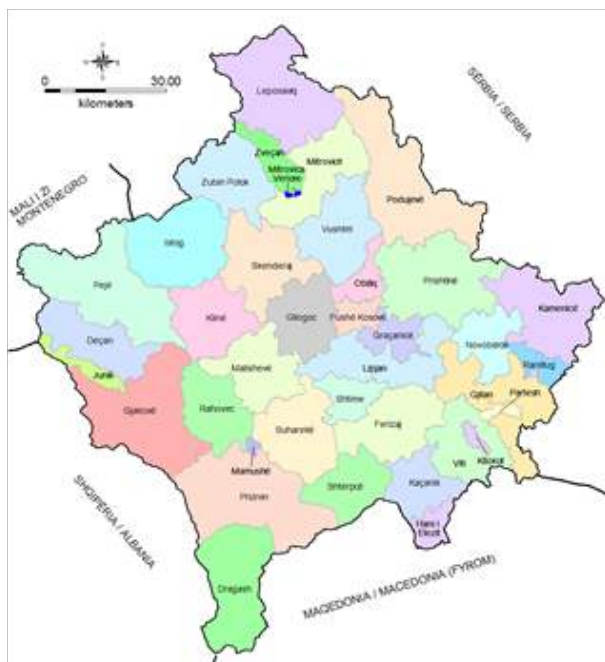 0 30.00
kilometers
SËRBIA / SERBIA
MALI I ZI
MONTENEGRO
Leposaviq
Zveçan
Mitrovicë
Mitrovica
Veriore
Zubin Potok
Podujevë
Vushtrri
Istog
Skenderaj
Obiliq
Prishtinë
Pejë
Klinë
Gllogoc
Fushë Kosovë
Graçanicë
Kamenicë
Deçan
Novobërdë
Ranillug
Junik
Malishevë
Lipjan
Gjilan
Partesh
Gjakovë
Rahovec
Shtime
Suharekë
Ferizaj
Viti
Kllokot
Mamushë
Prizren
Shtërpcë
Kaçanik
Hani i
Elezit
Dragash
SHQIPERIA / ALBANIA
MAQEDONIA / MACEDONIA (FYROM)